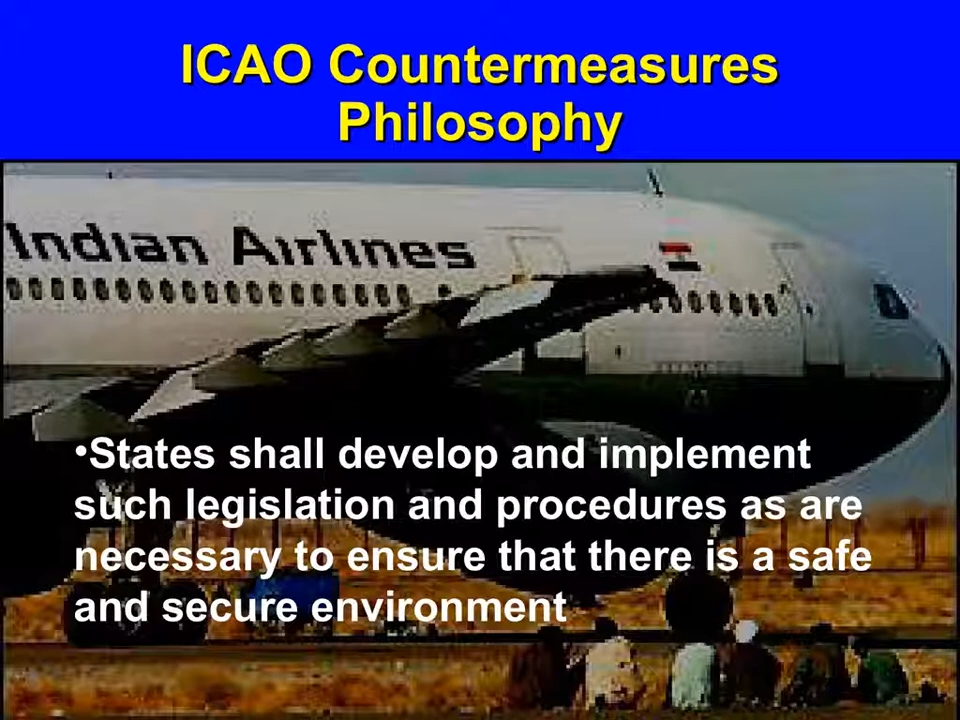 ICAO Countermeasures
Philosophy
Indian Airlines
•States shall develop and implement
such legislation and procedures as are
necessary to ensure that there is a safe
and secure environment